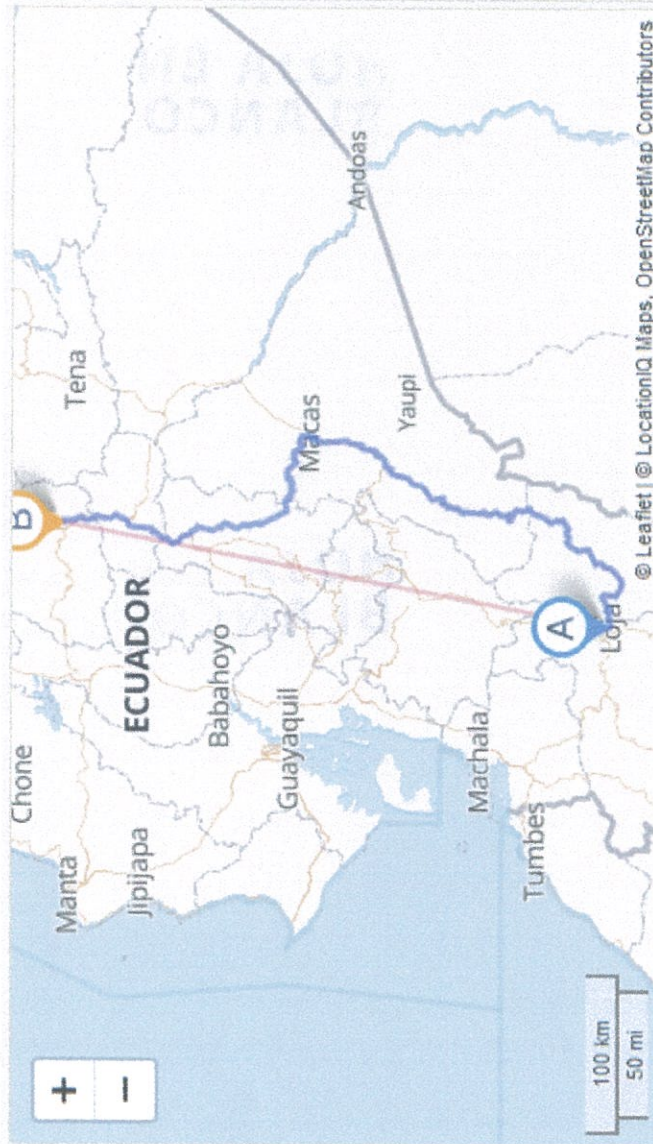 +
−
B
Chone
Tena
Manta
Jipijapa
ECUADOR
Babahoyo
Guayaquil
Macas
Andoas
Yaupi
Machala
Tumbes
A
Loja
100 km
50 mi
© Leaflet | © LocationIQ Maps, OpenStreetMap Contributors